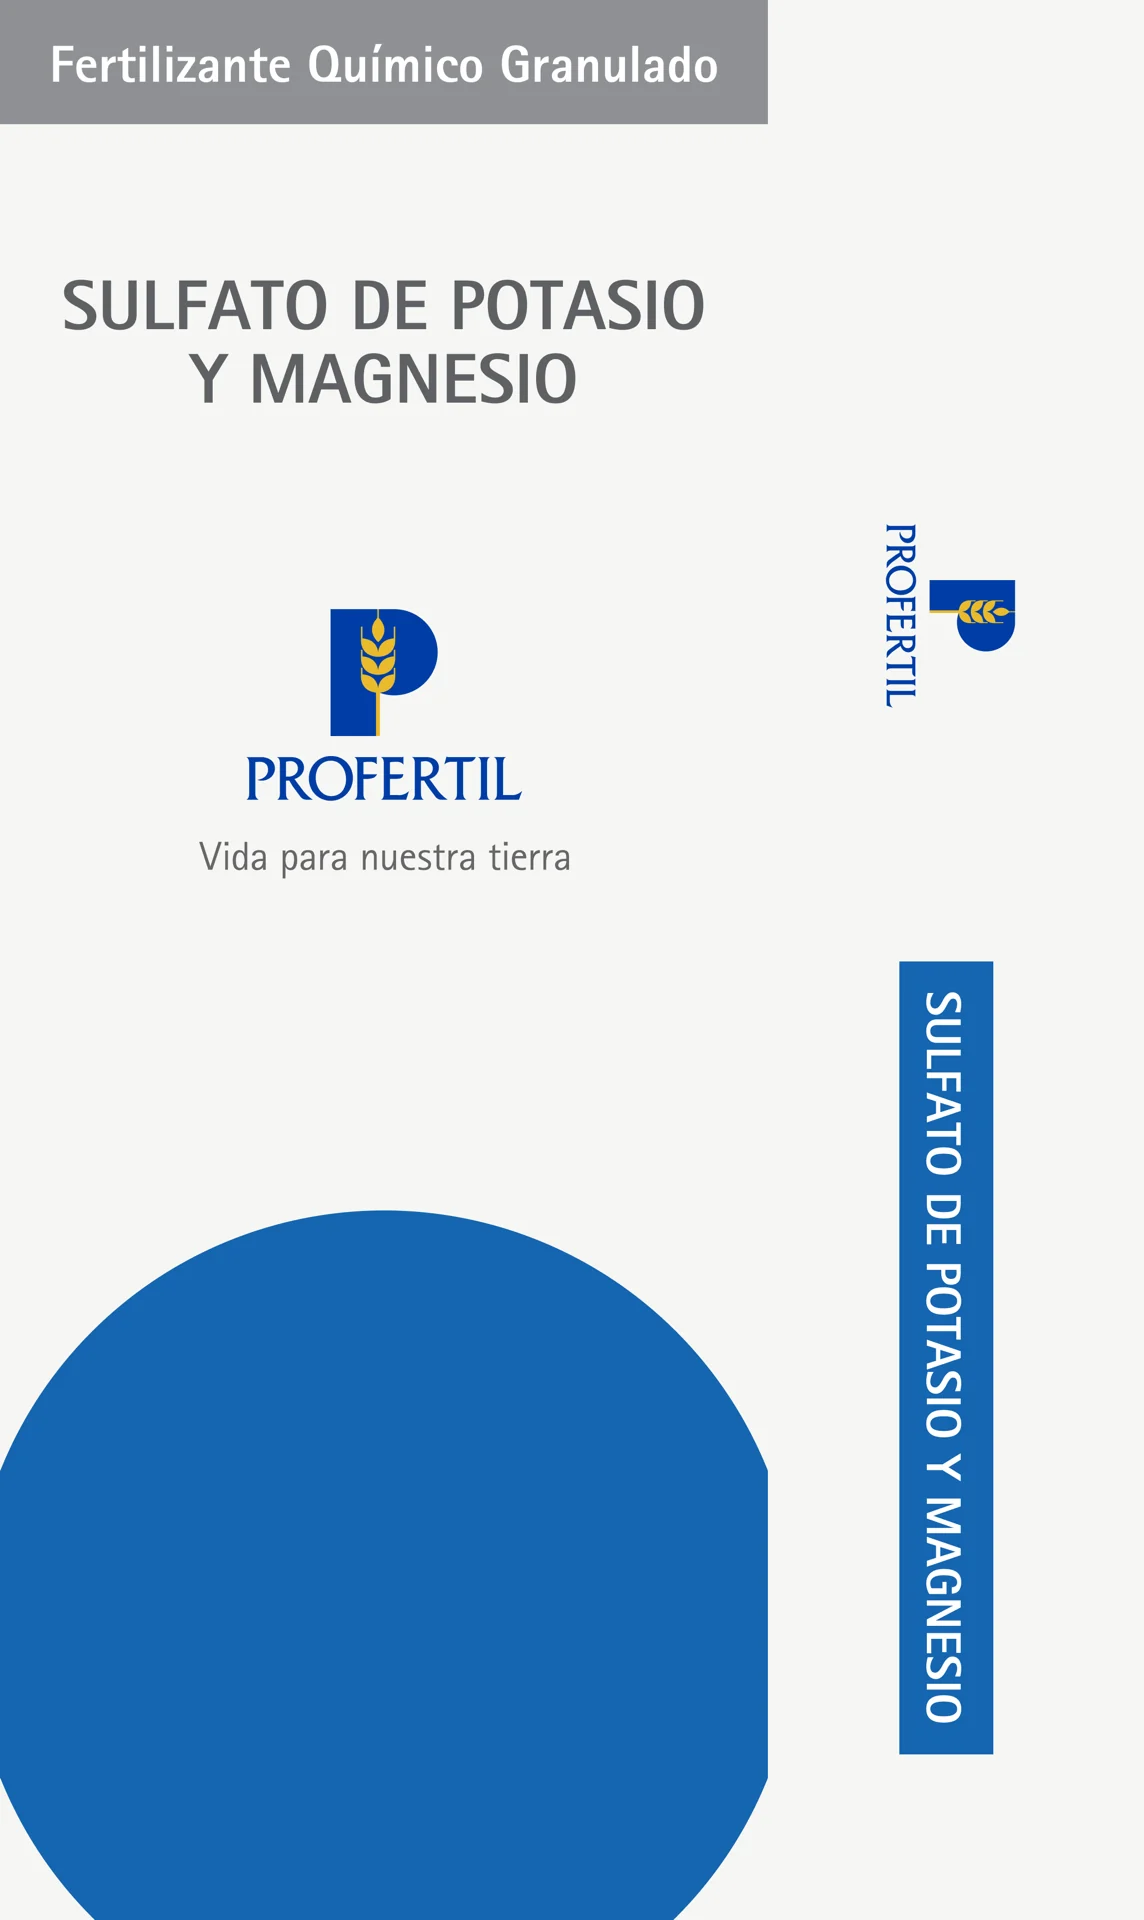 Fertilizante Químico Granulado
SULFATO DE POTASIO
Y MAGNESIO
PROFERTIL
Vida para nuestra tierra
PROFERTIL
SULFATO DE POTASIO Y MAGNESIO